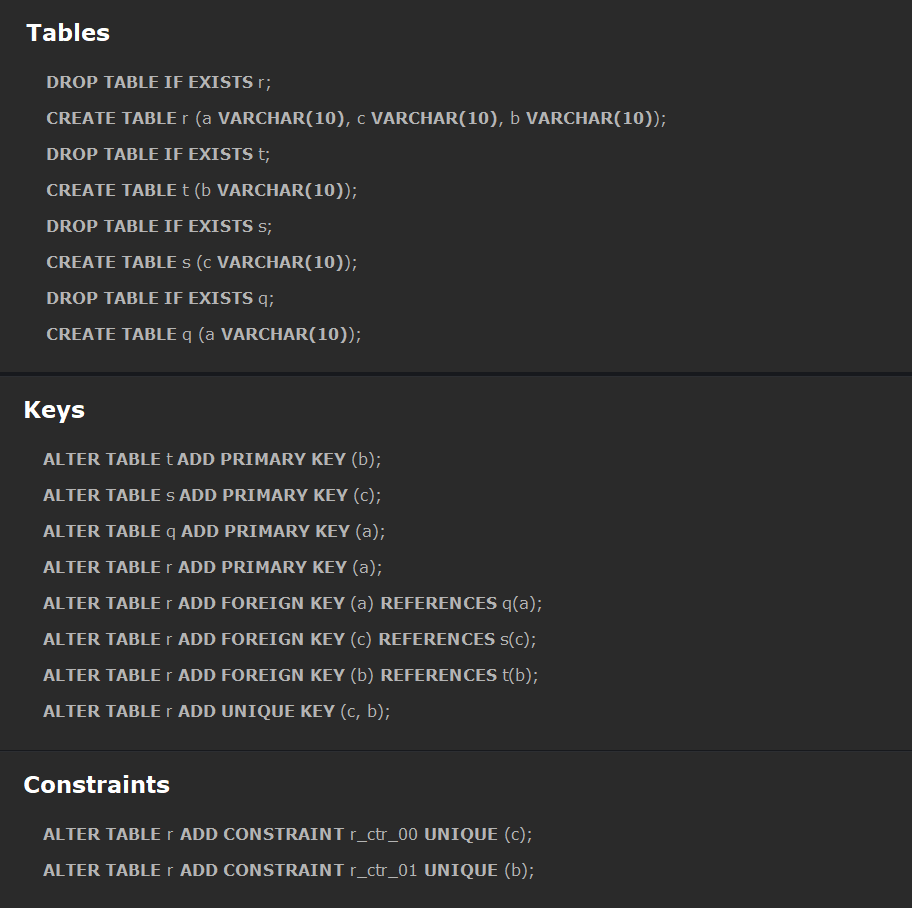 Tables
DROP TABLE IF EXISTS r;
CREATE TABLE r (a VARCHAR(10), c VARCHAR(10), b VARCHAR(10));
DROP TABLE IF EXISTS t;
CREATE TABLE t (b VARCHAR(10));
DROP TABLE IF EXISTS s;
CREATE TABLE s (c VARCHAR(10));
DROP TABLE IF EXISTS q;
CREATE TABLE q (a VARCHAR(10));
Keys
ALTER TABLE t ADD PRIMARY KEY (b);
ALTER TABLE s ADD PRIMARY KEY (c);
ALTER TABLE q ADD PRIMARY KEY (a);
ALTER TABLE r ADD PRIMARY KEY (a);
ALTER TABLE r ADD FOREIGN KEY (a) REFERENCES q(a);
ALTER TABLE r ADD FOREIGN KEY (c) REFERENCES s(c);
ALTER TABLE r ADD FOREIGN KEY (b) REFERENCES t(b);
ALTER TABLE r ADD UNIQUE KEY (c, b);
Constraints
ALTER TABLE r ADD CONSTRAINT r_ctr_00 UNIQUE (c);
ALTER TABLE r ADD CONSTRAINT r_ctr_01 UNIQUE (b);